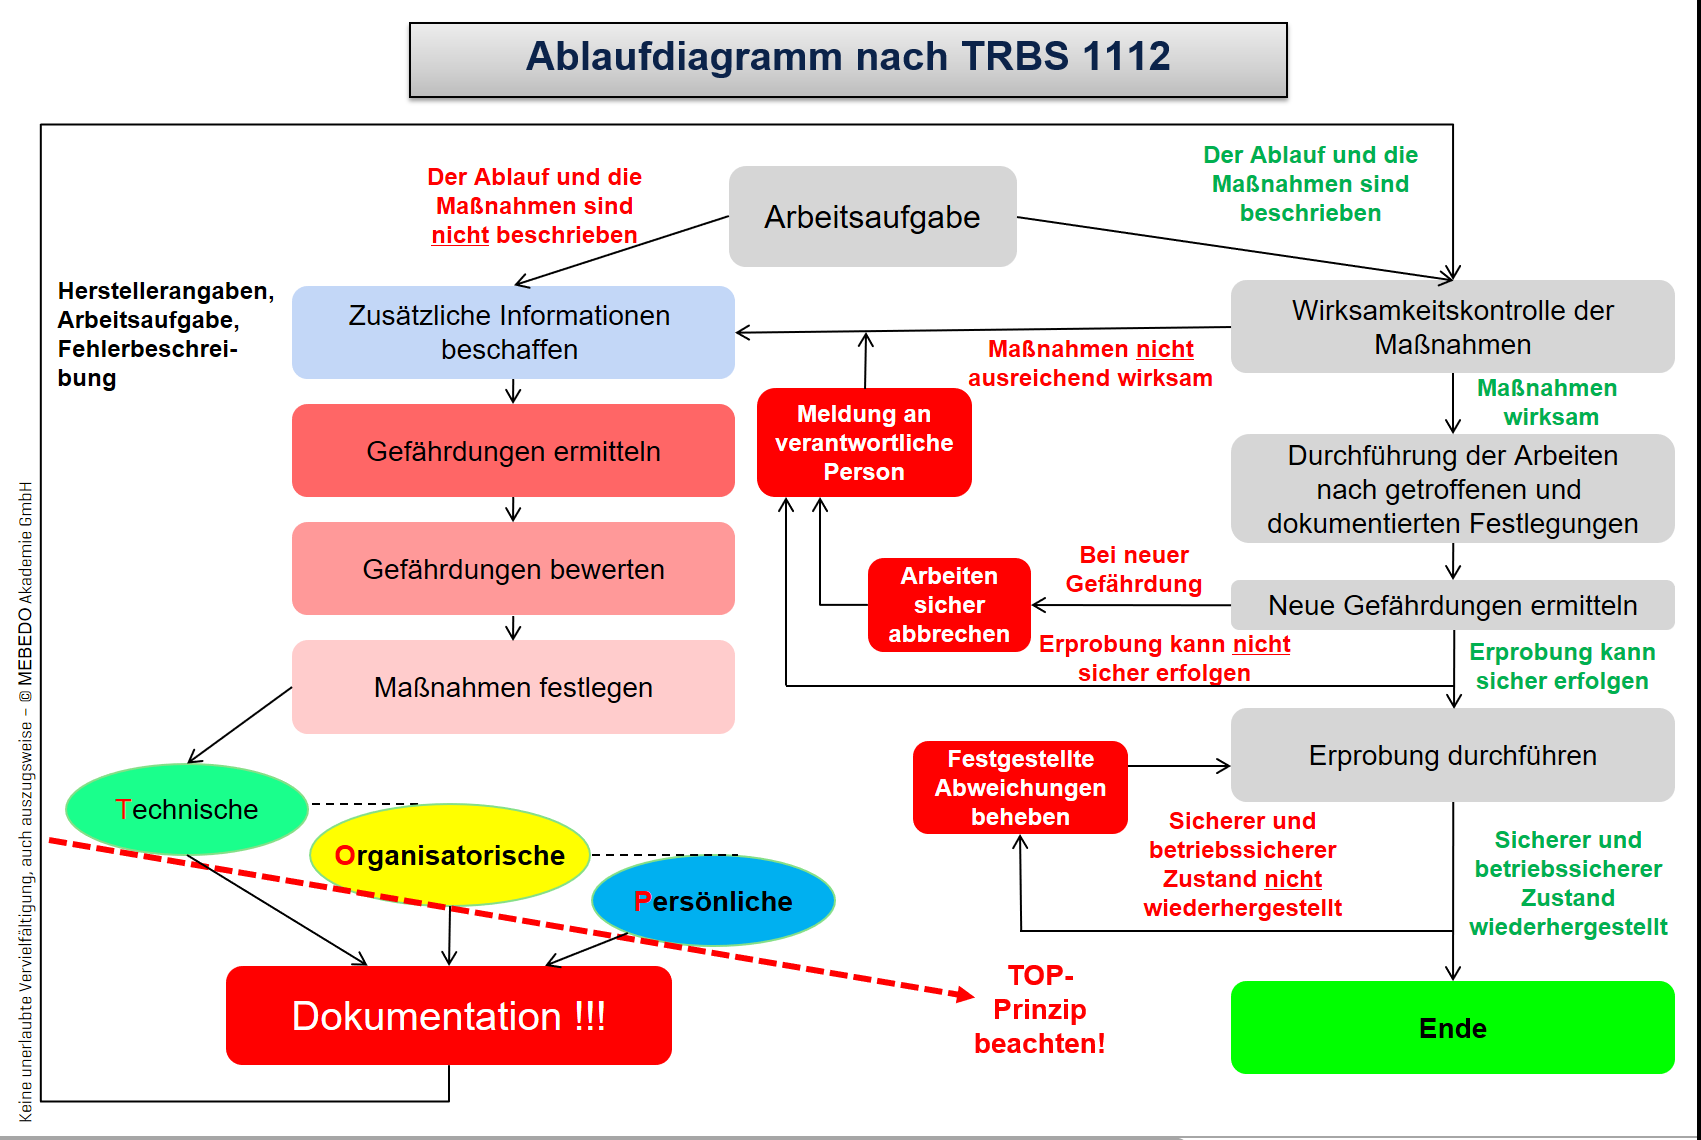 Ablaufdiagramm nach TRBS 1112
Der Ablauf und die
Maßnahmen sind
nicht beschrieben
Arbeitsaufgabe
Der Ablauf und die
Maßnahmen sind
beschrieben
Herstellerangaben,
Arbeitsaufgabe,
Fehlerbeschrei-
bung
Zusätzliche Informationen
beschaffen
Wirksamkeitskontrolle der
Maßnahmen
Maßnahmen nicht
ausreichend wirksam
Maßnahmen
wirksam
Meldung an
verantwortliche
Person
Gefährdungen ermitteln
Durchführung der Arbeiten
nach getroffenen und
dokumentierten Festlegungen
Gefährdungen bewerten
Arbeiten
sicher
abbrechen
Bei neuer
Gefährdung
Neue Gefährdungen ermitteln
Erprobung kann nicht
sicher erfolgen
Erprobung kann
sicher erfolgen
Maßnahmen festlegen
Festgestellte
Abweichungen
beheben
Erprobung durchführen
Technische
Organisatorische
Persönliche
Sicherer und
betriebssicherer
Zustand nicht
wiederhergestellt
Sicherer und
betriebssicherer
Zustand
wiederhergestellt
Dokumentation !!!
TOP-
Prinzip
beachten!
Ende
Keine unerlaubte Vervielfältigung, auch auszugsweise – © MEBEDO Akademie GmbH